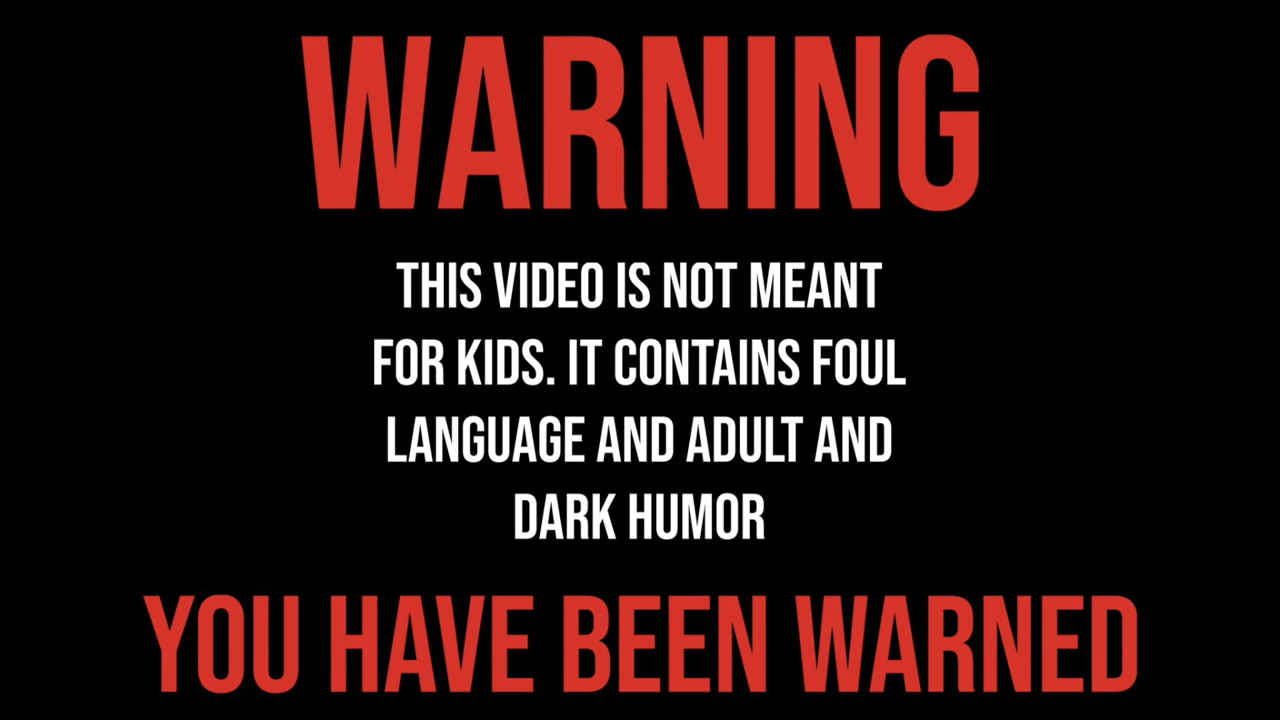 WARNING
THIS VIDEO IS NOT MEANT
FOR KIDS. IT CONTAINS FOUL
LANGUAGE AND ADULT AND
DARK HUMOR
YOU HAVE BEEN WARNED